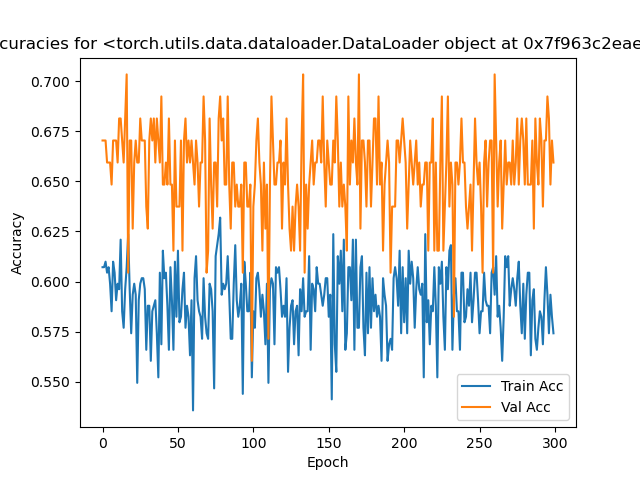 curacies for <torch.utils.data.dataloader.DataLoader object at 0x7f963c2eae
0.700
0.675
0.650
0.625
0.600
0.575
0.550
Accuracy
Train Acc
Val Acc
0
50
100
150
200
250
300
Epoch